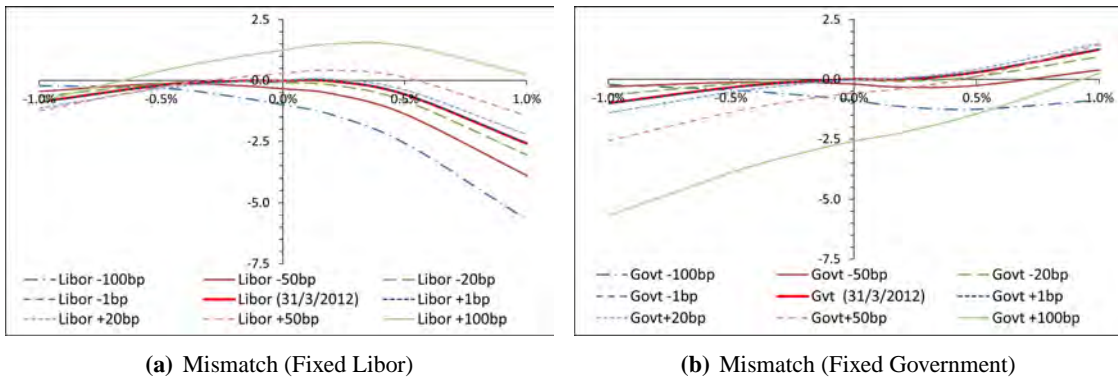 2.5
0.0
-1.0% -0.5% 0.0% 0.5% 1.0%
-2.5
-5.0
-7.5
Libor -100bp Libor -50bp Libor -20bp
Libor -1bp Libor (31/3/2012) Libor +1bp
Libor +20bp Libor +50bp Libor +100bp
(a) Mismatch (Fixed Libor)
2.5
0.0
-1.0% -0.5% 0.0% 0.5% 1.0%
-2.5
-5.0
-7.5
Govt -100bp Govt -50bp Govt -20bp
Govt -1bp Gvt (31/3/2012) Govt +1bp
Govt+20bp Govt+50bp Govt +100bp
(b) Mismatch (Fixed Government)